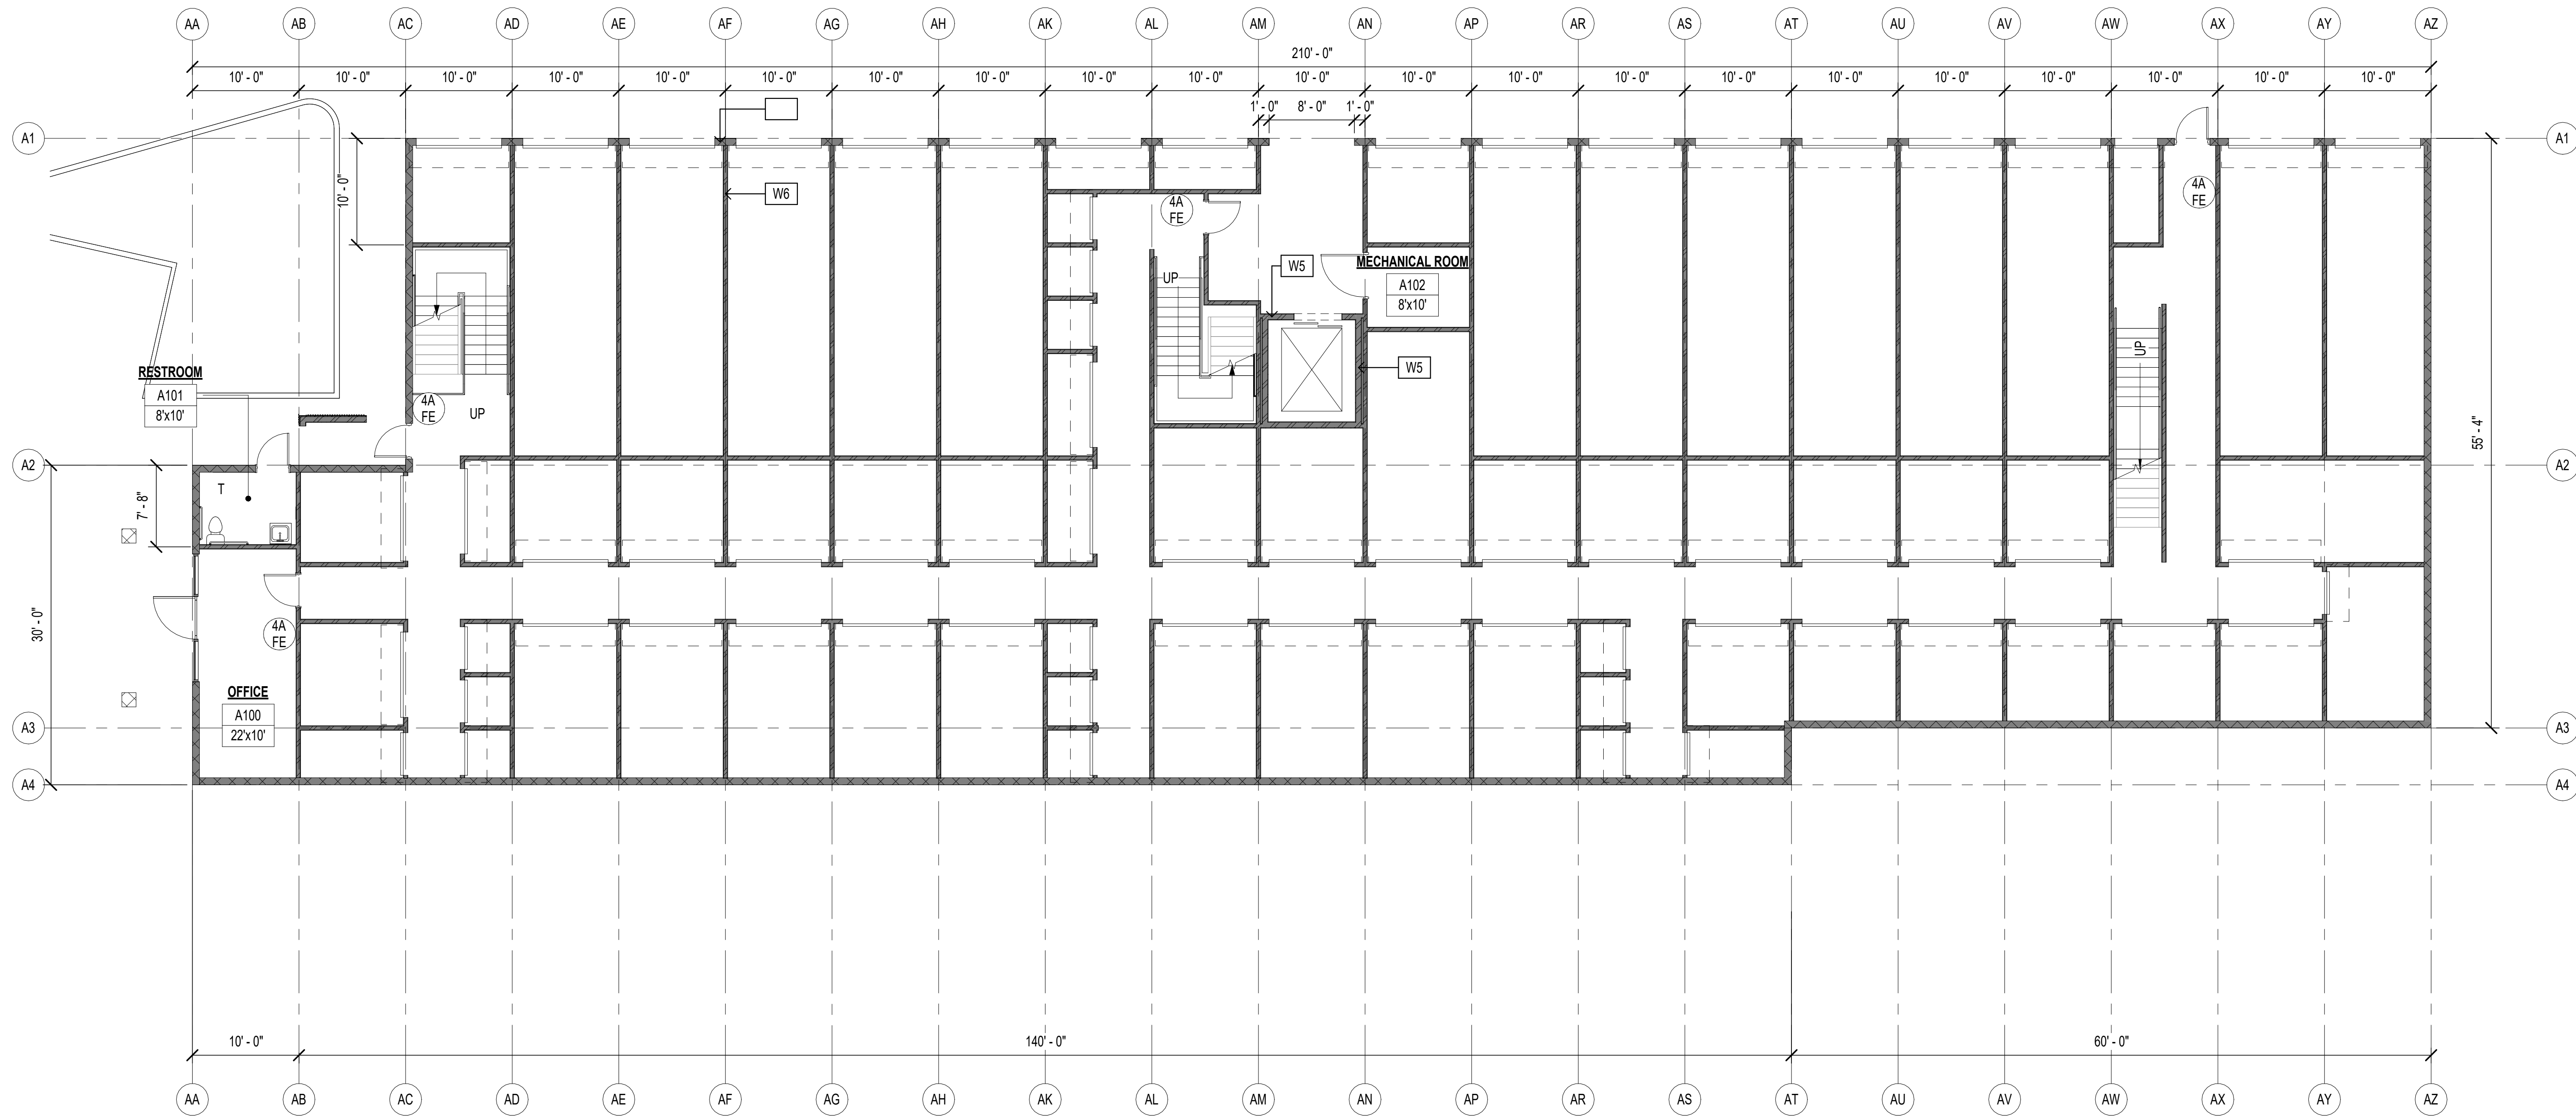 AA AB AC AD AE AF AG AH AK AL AM AN AP AR AS AT AU AV AW AX AY AZ
210' - 0"
10' - 0" 10' - 0" 10' - 0" 10' - 0" 10' - 0" 10' - 0" 10' - 0" 10' - 0" 10' - 0" 10' - 0" 10' - 0" 10' - 0" 10' - 0" 10' - 0" 10' - 0" 10' - 0" 10' - 0" 10' - 0" 10' - 0" 10' - 0" 10' - 0"
1' - 0" 8' - 0" 1' - 0"
A1 A1
10' - 0"
W6
4A
FE
4A
FE
MECHANICAL ROOM
A102
8'x10'
W5
UP
UP
W5
RESTROOM
A101
8'x10'
4A
FE
UP
55' - 4"
A2 A2
T
7' - 8"
30' - 0"
4A
FE
OFFICE
A100
22'x10'
A3 A3
A4 A4
10' - 0" 140' - 0" 60' - 0"
AA AB AC AD AE AF AG AH AK AL AM AN AP AR AS AT AU AV AW AX AY AZ